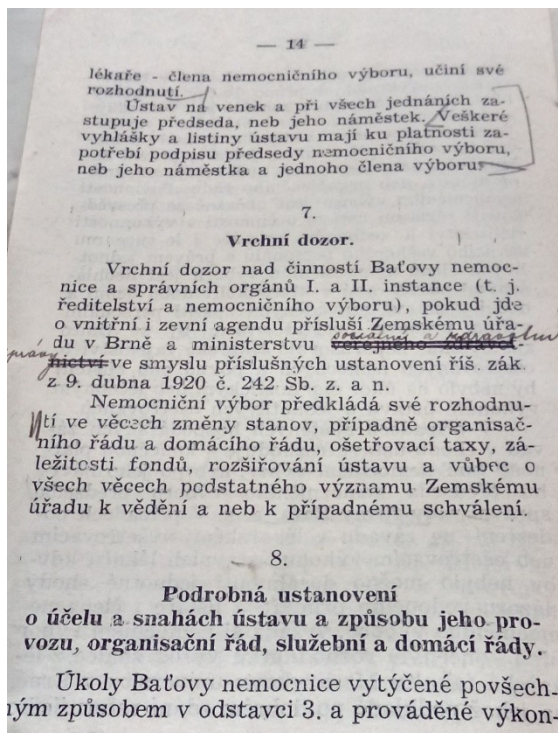 — 14 —
lékaře - člena nemocničního výboru, učiní své
rozhodnutí.
Ústav na venek a při všech jednáních za-
stupuje předseda, neb jeho náměstek. Veškeré
vyhlášky a listiny ústavu mají ku platnosti za-
potřebí podpisu předsedy nemocničního výboru,
neb jeho náměstka a jednoho člena výboru.
7.
Vrchní dozor.
Vrchní dozor nad činností Baťovy nemoc-
nice a správních orgánů I. a II. instance (t. j.
ředitelství a nemocničního výboru), pokud jde
o vnitřní i zevní agendu přísluší Zemskému úřa-
sociální a zdravotní
du v Brně a ministerstvu veřejného zdravot-
správy
nictví ve smyslu příslušných ustanovení říš. zák.
z 9. dubna 1920 č. 242 Sb. z. a n.
Nemocniční výbor předkládá své rozhodnu-
tí ve věcech změny stanov, případně organisač-
ního řádu a domácího řádu, ošetřovací taxy, zá-
ležitosti fondů, rozšiřování ústavu a vůbec o
všech věcech podstatného významu Zemskému
úřadu k vědění a neb k případnému schválení.
8.
Podrobná ustanovení
o účelu a snahách ústavu a způsobu jeho pro-
vozu, organisační řád, služební a domácí řády.
Úkoly Baťovy nemocnice vytýčené povšech-
ným způsobem v odstavci 3. a prováděné výkon-